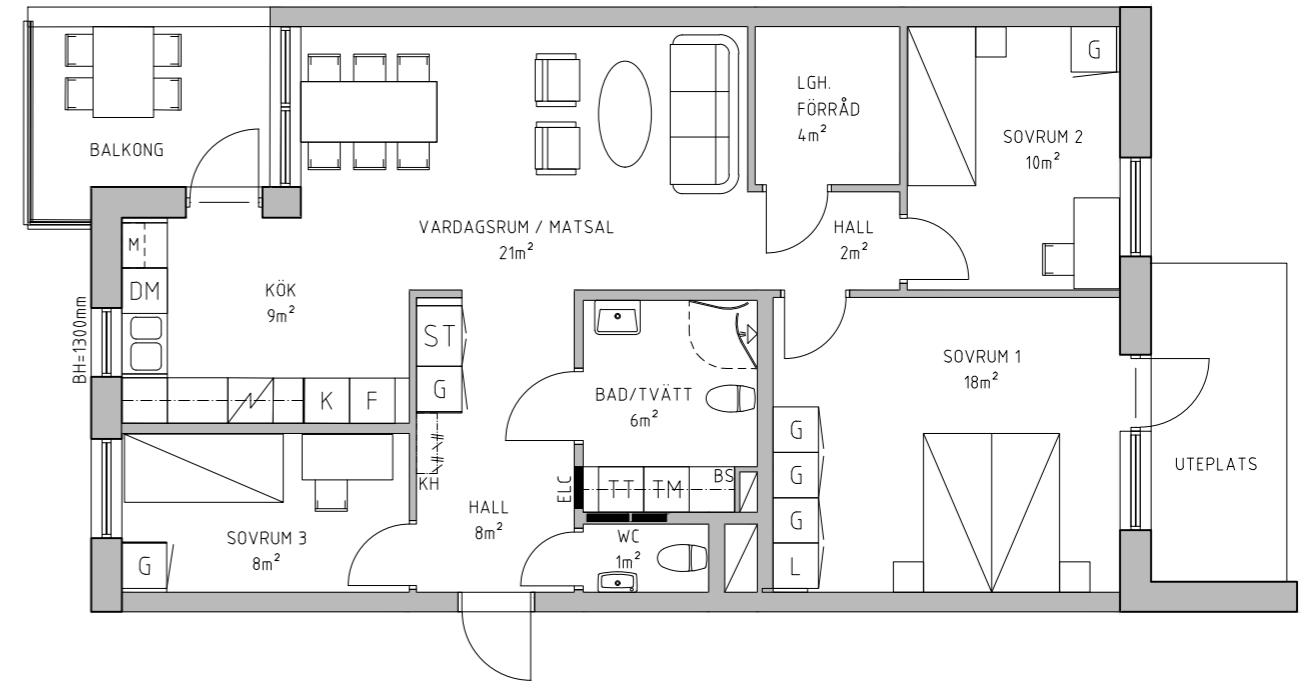 BALKONG
LGH.
FÖRRÅD
4m²
G
SOVRUM 2
10m²
VARDAGSRUM / MATSAL
21m²
HALL
2m²
M
DM
KÖK
9m²
BH=1300mm
K
F
ST
G
KH
BAD/TVÄTT
6m²
TT
TM
BS
ELC
SOVRUM 1
18m²
G
G
G
L
UTEPLATS
SOVRUM 3
8m²
G
HALL
8m²
WC
1m²